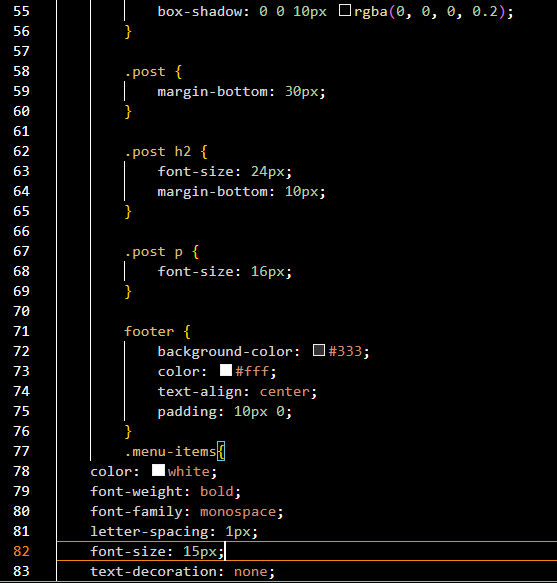 55 box-shadow: 0 0 10px rgba(0, 0, 0, 0.2);
56 }
57
58 .post {
59 margin-bottom: 30px;
60 }
61
62 .post h2 {
63 font-size: 24px;
64 margin-bottom: 10px;
65 }
66
67 .post p {
68 font-size: 16px;
69 }
70
71 footer {
72 background-color: #333;
73 color: #fff;
74 text-align: center;
75 padding: 10px 0;
76 }
77 .menu-items{
78 color: white;
79 font-weight: bold;
80 font-family: monospace;
81 letter-spacing: 1px;
82 font-size: 15px;
83 text-decoration: none;